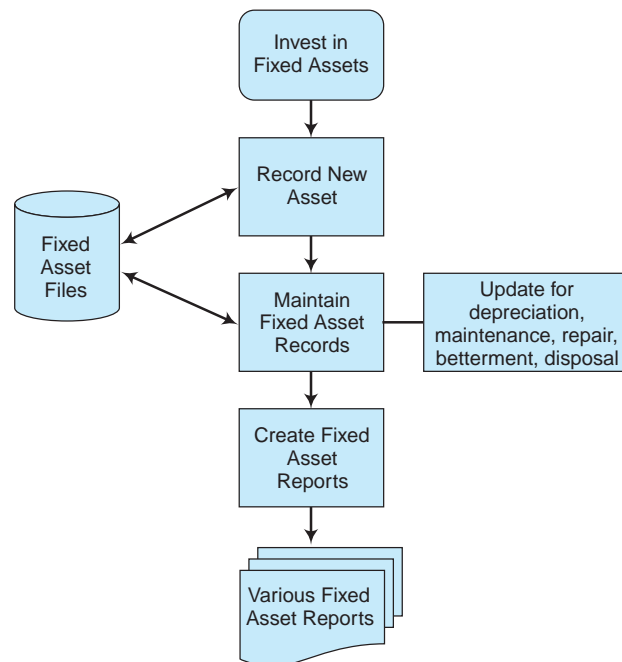 Invest in
Fixed Assets
Record New
Asset
Fixed
Asset
Files
Maintain
Fixed Asset
Records
Update for
depreciation,
maintenance, repair,
betterment, disposal
Create Fixed
Asset
Reports
Various Fixed
Asset Reports